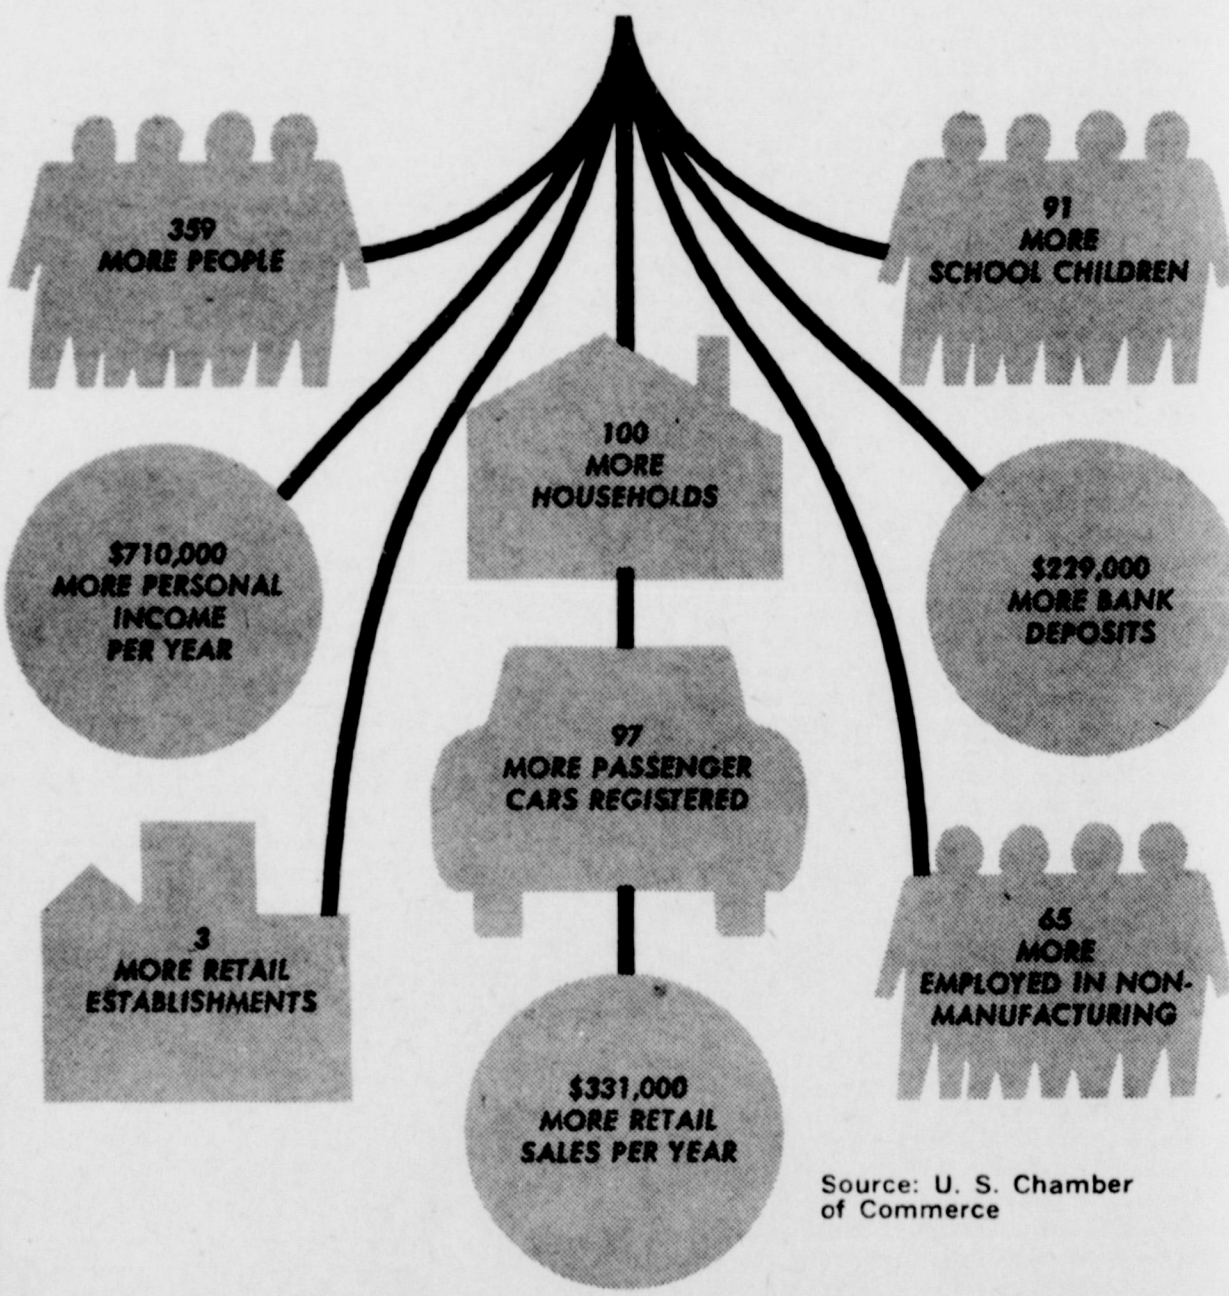 359
MORE PEOPLE
91
MORE
SCHOOL CHILDREN
100
MORE
HOUSEHOLDS
$710,000
MORE PERSONAL
INCOME
PER YEAR
$229,000
MORE BANK
DEPOSITS
97
MORE PASSENGER
CARS REGISTERED
3
MORE RETAIL
ESTABLISHMENTS
65
MORE
EMPLOYED IN NON-
MANUFACTURING
$331,000
MORE RETAIL
SALES PER YEAR
Source: U. S. Chamber
of Commerce